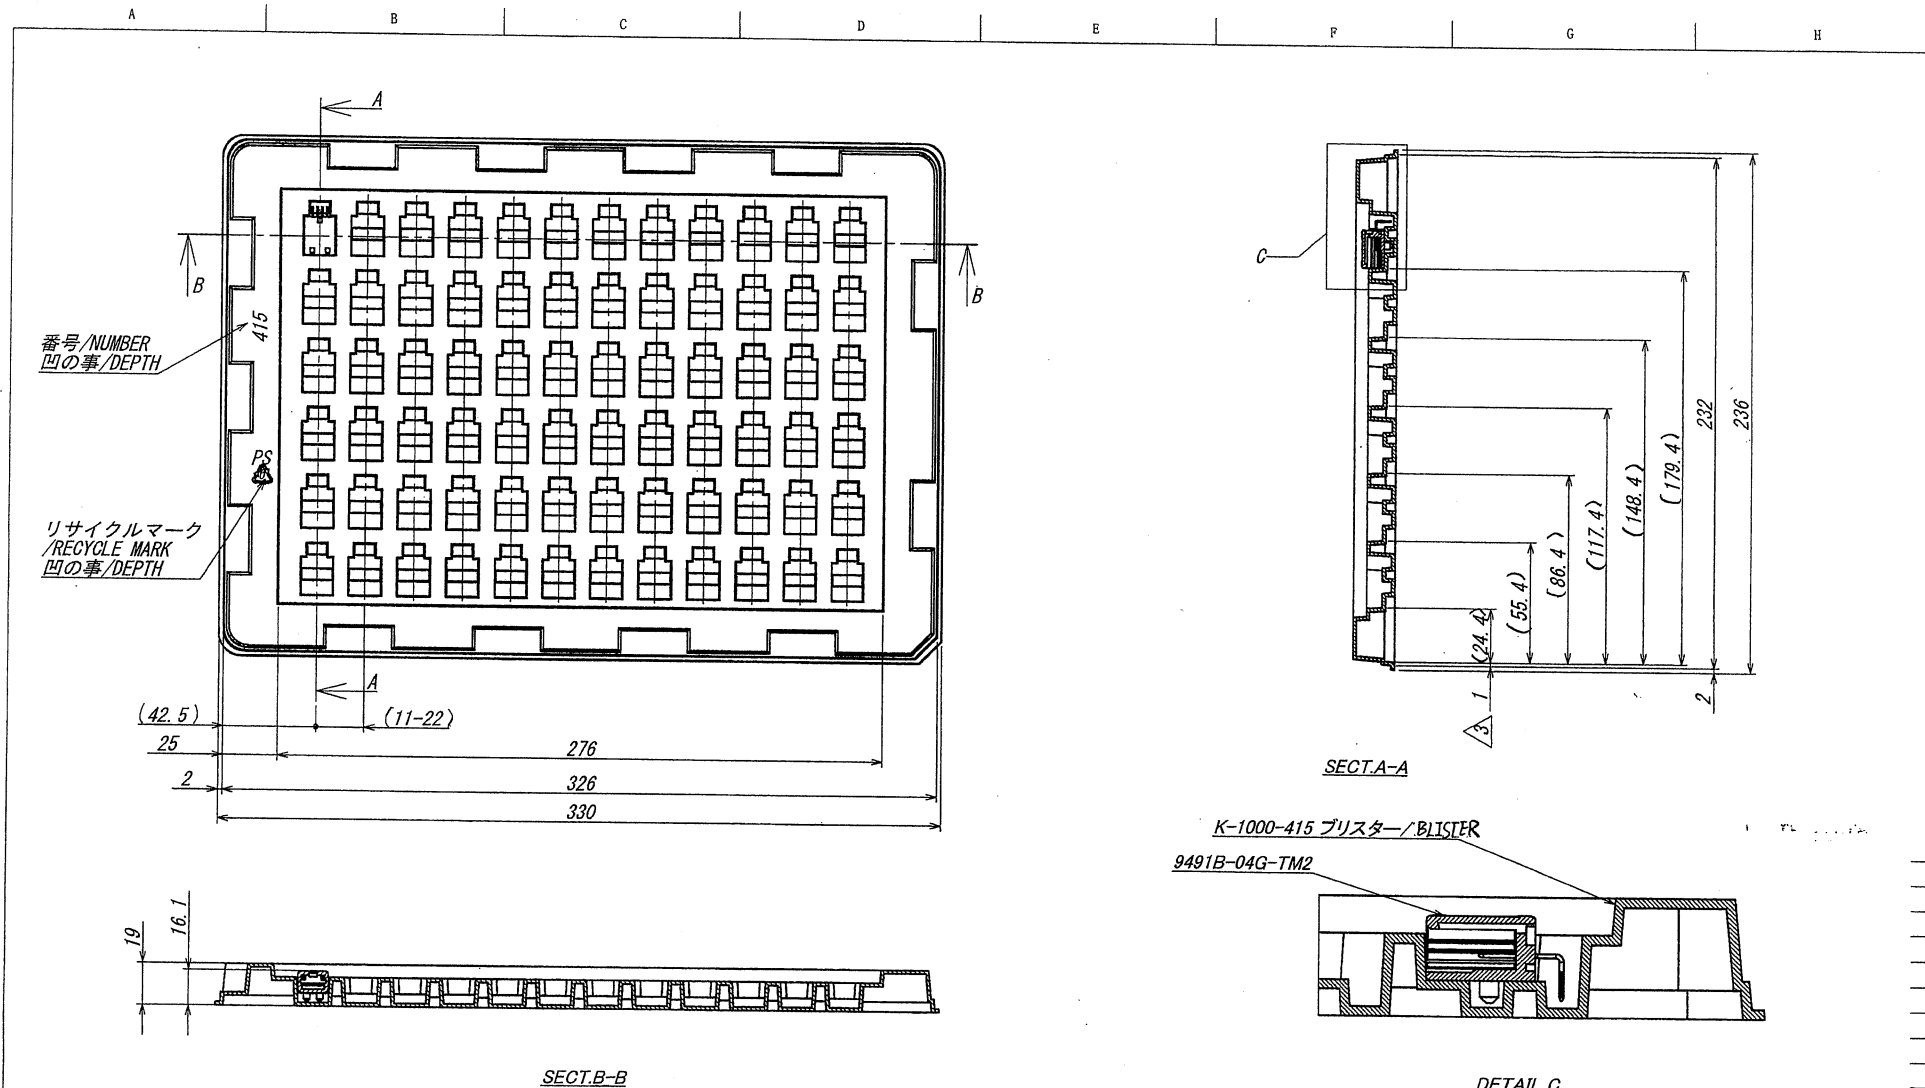 A B C D E F G H
A
B
B
415
番号/NUMBER
凹の事/DEPTH
PS
リサイクルマーク
/RECYCLE MARK
凹の事/DEPTH
A
(42.5)
(11-22)
25
276
2
326
330
C
(24.4)
(55.4)
(86.4)
(117.4)
(148.4)
(179.4)
232
236
1
2
3
SECT.A-A
K-1000-415 ブリスター/BLISTER
9491B-04G-TM2
19
16.1
SECT.B-B
DETAIL C